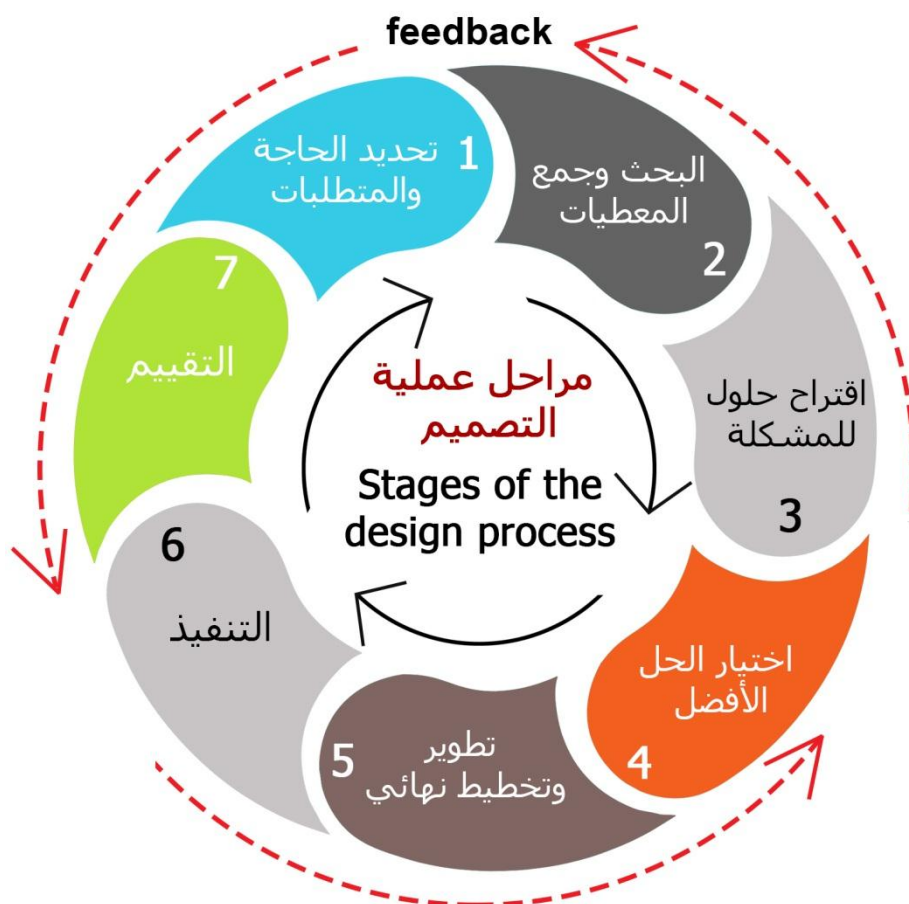 feedback
1
تحديد الحاجة
والمتطلبات
2
البحث وجمع
المعطيات
3
اقتراح حلول
للمشكلة
4
اختيار الحل
الأفضل
5
تطوير
وتخطيط نهائي
6
التنفيذ
7
التقييم
مراحل عملية
التصميم
Stages of the
design process